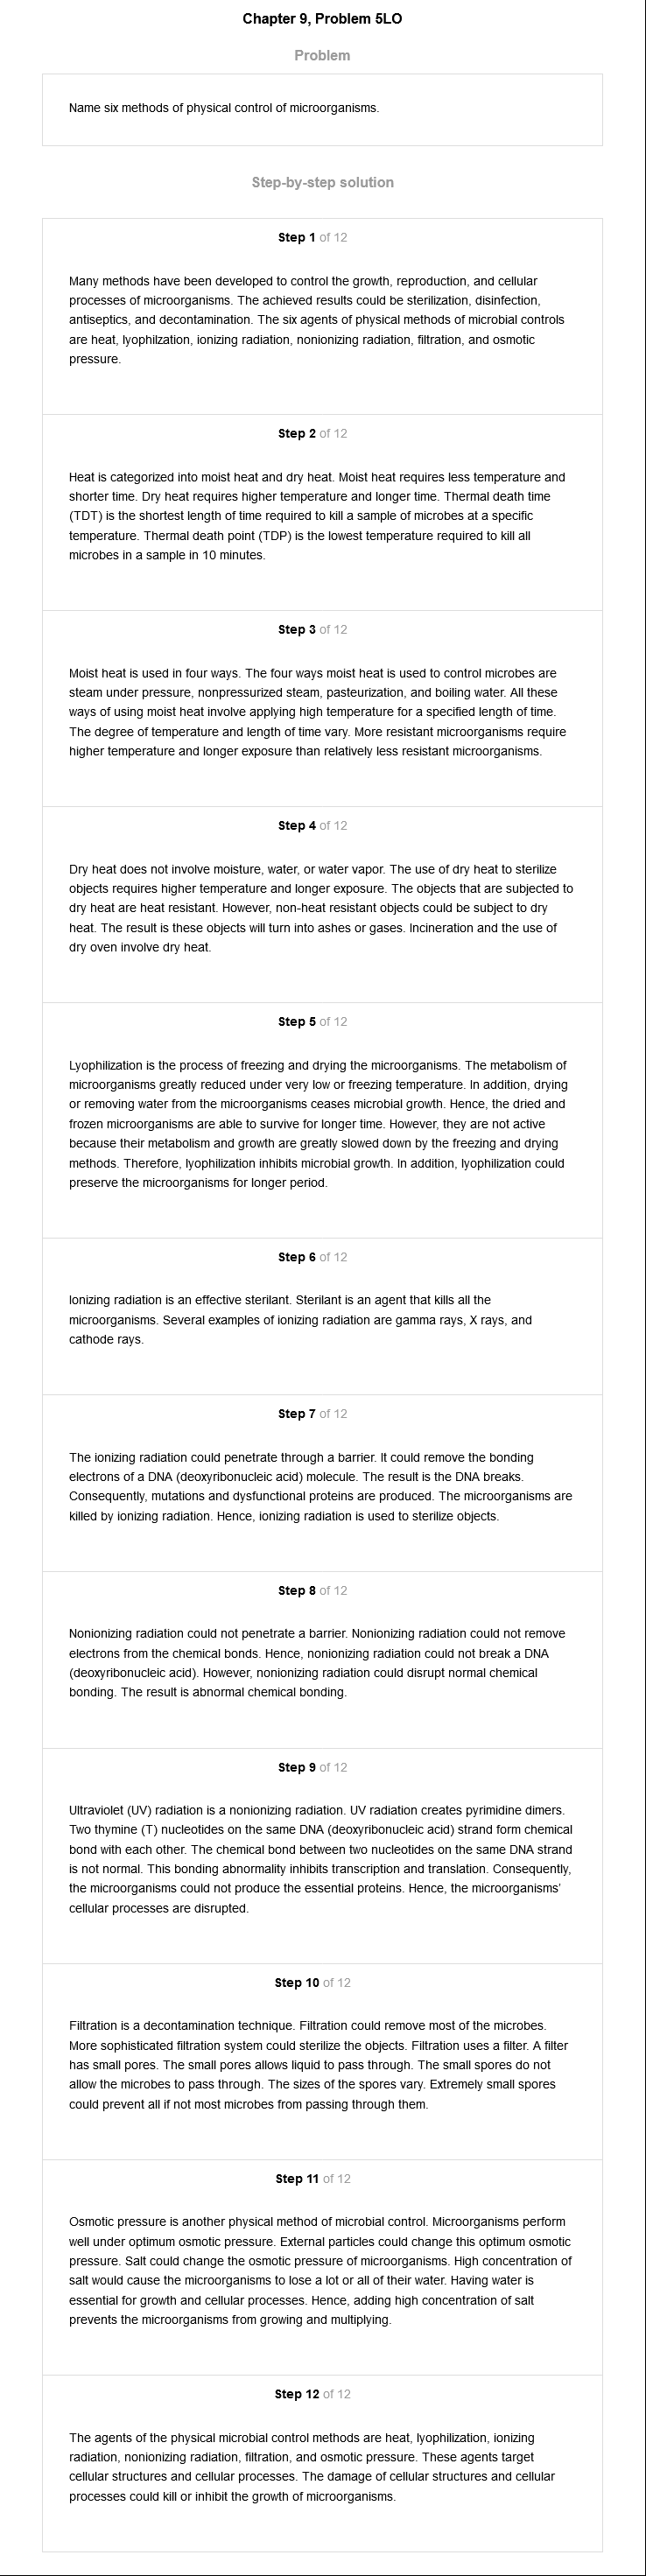 Chapter 9, Problem 5LO
Problem
Name six methods of physical control of microorganisms.
Step-by-step solution
Step 1 of 12
Many methods have been developed to control the growth, reproduction, and cellular
processes of microorganisms. The achieved results could be sterilization, disinfection,
antiseptics, and decontamination. The six agents of physical methods of microbial controls
are heat, lyophilzation, ionizing radiation, nonionizing radiation, filtration, and osmotic
pressure.
Step 2 of 12
Heat is categorized into moist heat and dry heat. Moist heat requires less temperature and
shorter time. Dry heat requires higher temperature and longer time. Thermal death time
(TDT) is the shortest length of time required to kill a sample of microbes at a specific
temperature. Thermal death point (TDP) is the lowest temperature required to kill all
microbes in a sample in 10 minutes.
Step 3 of 12
Moist heat is used in four ways. The four ways moist heat is used to control microbes are
steam under pressure, nonpressurized steam, pasteurization, and boiling water. All these
ways of using moist heat involve applying high temperature for a specified length of time.
The degree of temperature and length of time vary. More resistant microorganisms require
higher temperature and longer exposure than relatively less resistant microorganisms.
Step 4 of 12
Dry heat does not involve moisture, water, or water vapor. The use of dry heat to sterilize
objects requires higher temperature and longer exposure. The objects that are subjected to
dry heat are heat resistant. However, non-heat resistant objects could be subject to dry
heat. The result is these objects will turn into ashes or gases. Incineration and the use of
dry oven involve dry heat.
Step 5 of 12
Lyophilization is the process of freezing and drying the microorganisms. The metabolism of
microorganisms greatly reduced under very low or freezing temperature. In addition, drying
or removing water from the microorganisms ceases microbial growth. Hence, the dried and
frozen microorganisms are able to survive for longer time. However, they are not active
because their metabolism and growth are greatly slowed down by the freezing and drying
methods. Therefore, lyophilization inhibits microbial growth. In addition, lyophilization could
preserve the microorganisms for longer period.
Step 6 of 12
Ionizing radiation is an effective sterilant. Sterilant is an agent that kills all the
microorganisms. Several examples of ionizing radiation are gamma rays, X rays, and
cathode rays.
Step 7 of 12
The ionizing radiation could penetrate through a barrier. It could remove the bonding
electrons of a DNA (deoxyribonucleic acid) molecule. The result is the DNA breaks.
Consequently, mutations and dysfunctional proteins are produced. The microorganisms are
killed by ionizing radiation. Hence, ionizing radiation is used to sterilize objects.
Step 8 of 12
Nonionizing radiation could not penetrate a barrier. Nonionizing radiation could not remove
electrons from the chemical bonds. Hence, nonionizing radiation could not break a DNA
(deoxyribonucleic acid). However, nonionizing radiation could disrupt normal chemical
bonding. The result is abnormal chemical bonding.
Step 9 of 12
Ultraviolet (UV) radiation is a nonionizing radiation. UV radiation creates pyrimidine dimers.
Two thymine (T) nucleotides on the same DNA (deoxyribonucleic acid) strand form chemical
bond with each other. The chemical bond between two nucleotides on the same DNA strand
is not normal. This bonding abnormality inhibits transcription and translation. Consequently,
the microorganisms could not produce the essential proteins. Hence, the microorganisms'
cellular processes are disrupted.
Step 10 of 12
Filtration is a decontamination technique. Filtration could remove most of the microbes.
More sophisticated filtration system could sterilize the objects. Filtration uses a filter. A filter
has small pores. The small pores allows liquid to pass through. The small spores do not
allow the microbes to pass through. The sizes of the spores vary. Extremely small spores
could prevent all if not most microbes from passing through them.
Step 11 of 12
Osmotic pressure is another physical method of microbial control. Microorganisms perform
well under optimum osmotic pressure. External particles could change this optimum osmotic
pressure. Salt could change the osmotic pressure of microorganisms. High concentration of
salt would cause the microorganisms to lose a lot or all of their water. Having water is
essential for growth and cellular processes. Hence, adding high concentration of salt
prevents the microorganisms from growing and multiplying.
Step 12 of 12
The agents of the physical microbial control methods are heat, lyophilization, ionizing
radiation, nonionizing radiation, filtration, and osmotic pressure. These agents target
cellular structures and cellular processes. The damage of cellular structures and cellular
processes could kill or inhibit the growth of microorganisms.